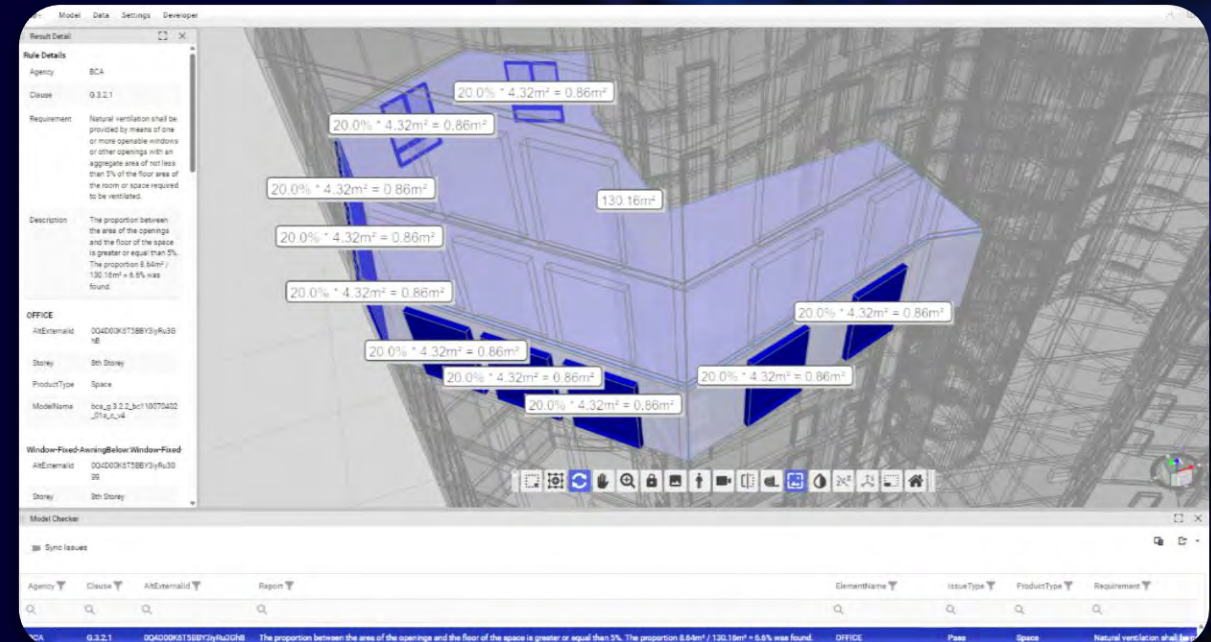 Model Data Settings Developer
Result Detail
Rule Details
Agency BCA
Clause G.3.2.1
Requirement Natural ventilation shall be
provided by means of one
or more openable windows
or other openings with an
aggregate area of not less
than 5% of the floor area of
the room or space required
to be ventilated.
Description The proportion between
the area of the openings
and the floor of the space
is greater or equal than 5%.
The proportion 8.64m² /
130.16m² = 6.6% was
found.
OFFICE
AltExternalId
Storey 8th Storey
ProductType Space
ModelName
Window-Fixed-AwningBelow:Window-Fixed-
AltExternalId
Storey 8th Storey
20.0% * 4.32m² = 0.86m²
20.0% * 4.32m² = 0.86m²
20.0% * 4.32m² = 0.86m²
130.16m²
20.0% * 4.32m² = 0.86m²
20.0% * 4.32m² = 0.86m²
20.0% * 4.32m² = 0.86m²
20.0% * 4.32m² = 0.86m²
20.0% * 4.32m² = 0.86m²
20.0% * 4.32m² = 0.86m²
20.0% * 4.32m² = 0.86m²
Model Checker
Sync Issues
Agency Clause AltExternalId Report ElementName IssueType ProductType Requirement
BCA G.3.2.1 The proportion between the area of the openings and the floor of the space is greater or equal than 5%. The proportion 8.64m² / 130.16m² = 6.6% was found. OFFICE Pass Space Natural ventilation shall be